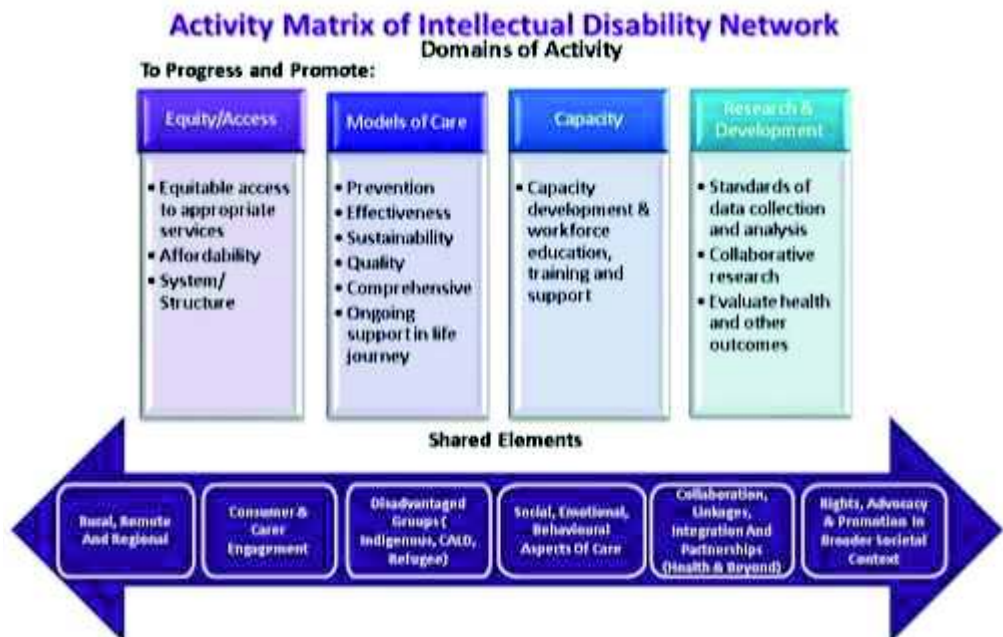 Activity Matrix of Intellectual Disability Network
Domains of Activity
To Progress and Promote:
Equity/Access
• Equitable access
to appropriate
services
• Affordability
• System/
Structure
Models of Care
• Prevention
• Effectiveness
• Sustainability
• Quality
• Comprehensive
• Ongoing
support in life
journey
Capacity
• Capacity
development &
workforce
education,
training and
support
Research &
Development
• Standards of
data collection
and analysis
• Collaborative
research
• Evaluate health
and other
outcomes
Shared Elements
Rural, Remote
And Regional
Consumer &
Carer
Engagement
Disadvantaged
Groups (
Indigenous, CALD,
Refugee)
Social, Emotional,
Behavioural
Aspects Of Care
Collaboration,
Linkages,
Integration And
Partnerships
(Health & Beyond)
Rights, Advocacy
& Promotion In
Broader Societal
Context